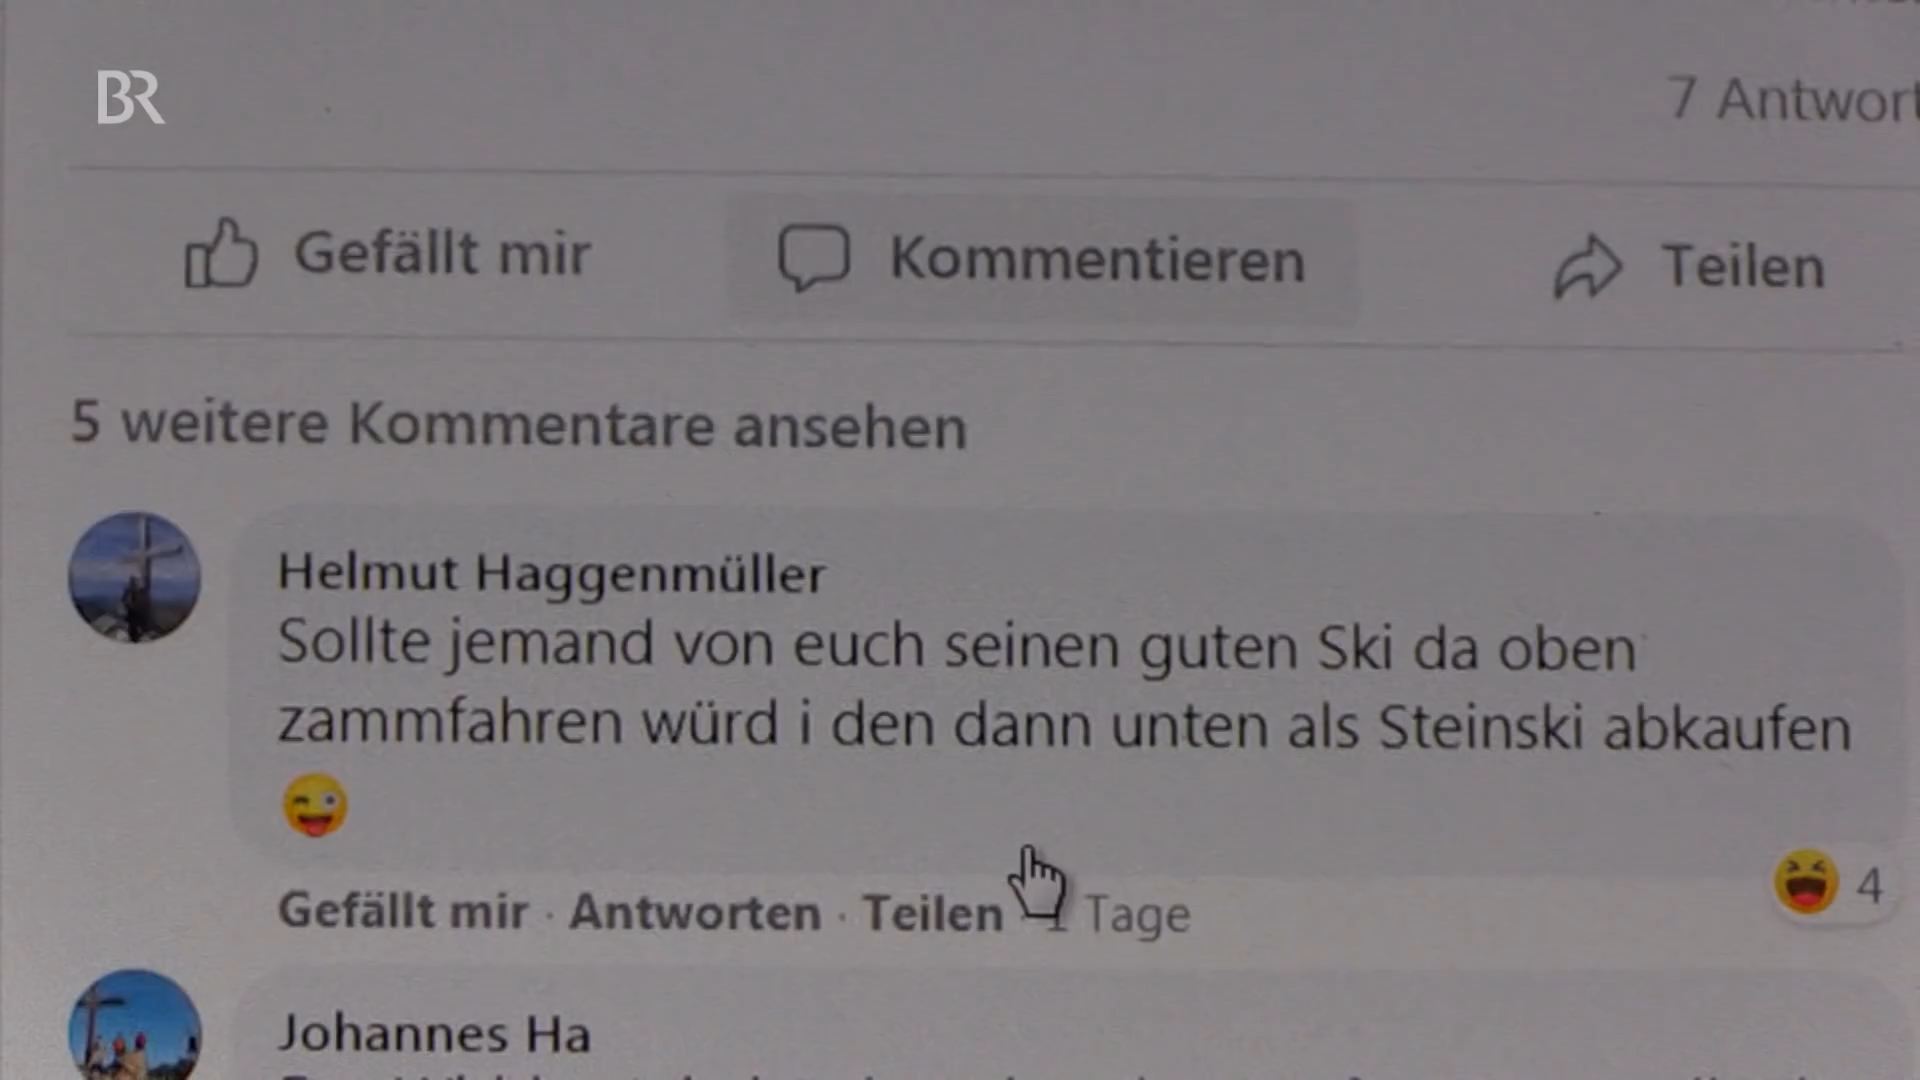 BR
7 Antwort
Gefällt mir
Kommentieren
Teilen
5 weitere Kommentare ansehen
Helmut Haggenmüller
Sollte jemand von euch seinen guten Ski da oben
zammfahren würd i den dann unten als Steinski abkaufen
4
Gefällt mir · Antworten · Teilen
Tage
Johannes Ha